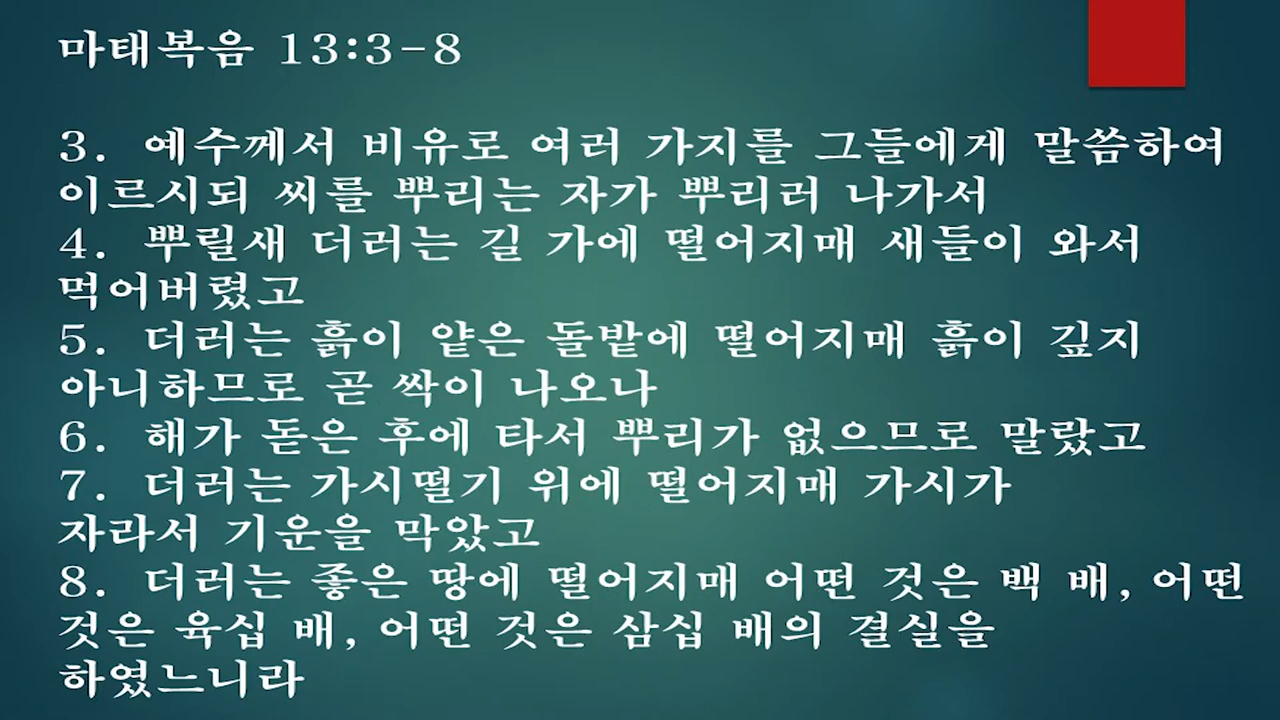 마태복음 13:3-8
3. 예수께서 비유로 여러 가지를 그들에게 말씀하여
이르시되 씨를 뿌리는 자가 뿌리러 나가서
4. 뿌릴새 더러는 길 가에 떨어지매 새들이 와서
먹어버렸고
5. 더러는 흙이 얕은 돌밭에 떨어지매 흙이 깊지
아니하므로 곧 싹이 나오나
6. 해가 돋은 후에 타서 뿌리가 없으므로 말랐고
7. 더러는 가시떨기 위에 떨어지매 가시가
자라서 기운을 막았고
8. 더러는 좋은 땅에 떨어지매 어떤 것은 백 배, 어떤
것은 육십 배, 어떤 것은 삼십 배의 결실을
하였느니라